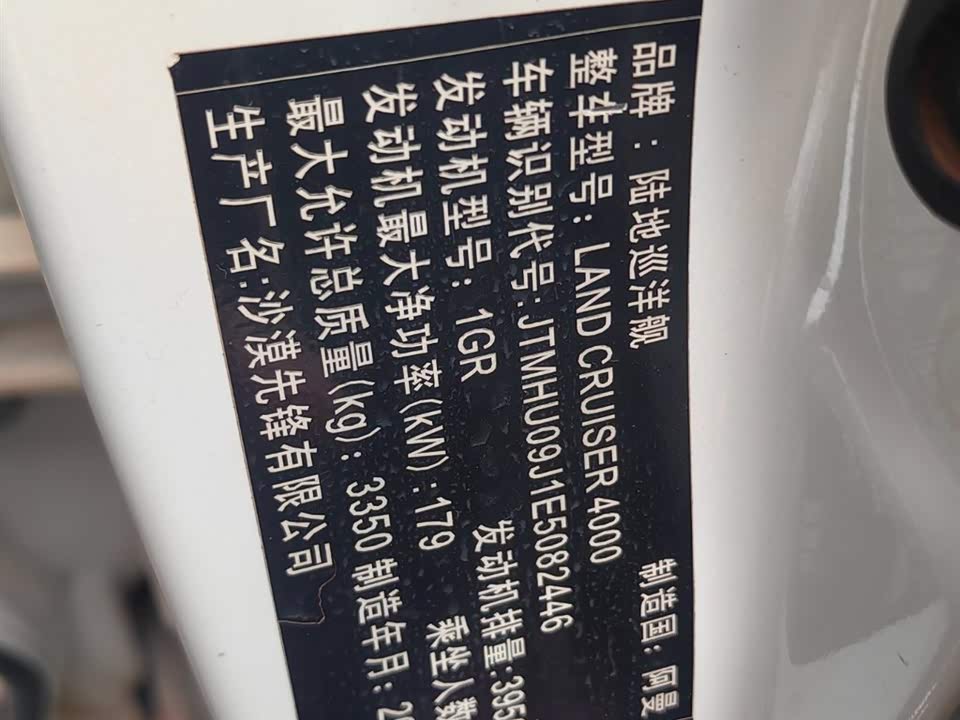 品牌：陆地巡洋舰 制造国：阿曼
整车型号：LAND CRUISER 4000
车辆识别代号：JTMHU09J1E5082446
发动机型号：1GR 发动机排量：395
发动机最大净功率(kW)：179 乘坐人数
最大允许总质量(kg)：3350 制造年月：2
生产厂名：沙漠先锋有限公司